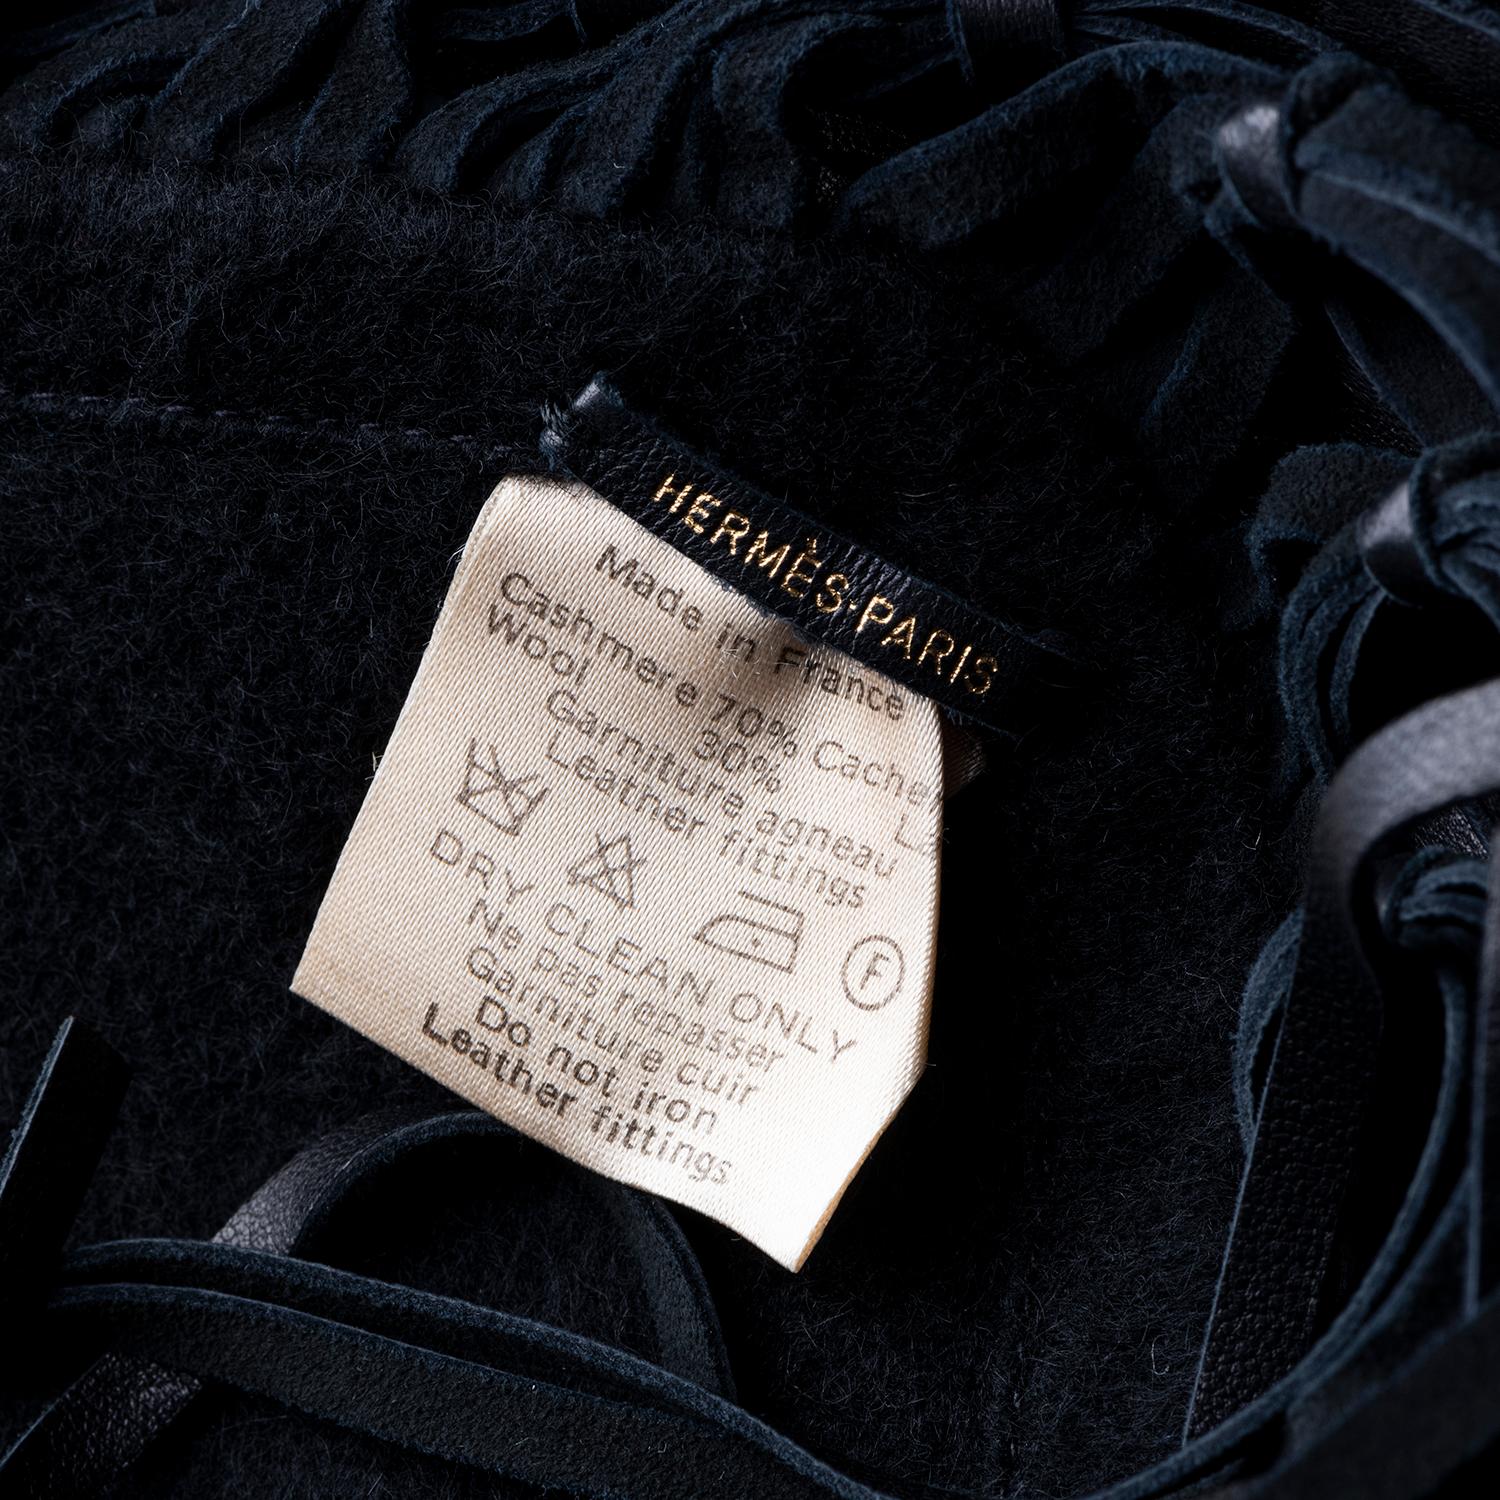 HERMÈS·PARIS
Made in France
Cashmere 70% Cache
Wool 30% L
Garniture agneau
Leather fittings
F
DRY CLEAN ONLY
Ne pas repasser
Garniture cuir
Do not iron
Leather fittings